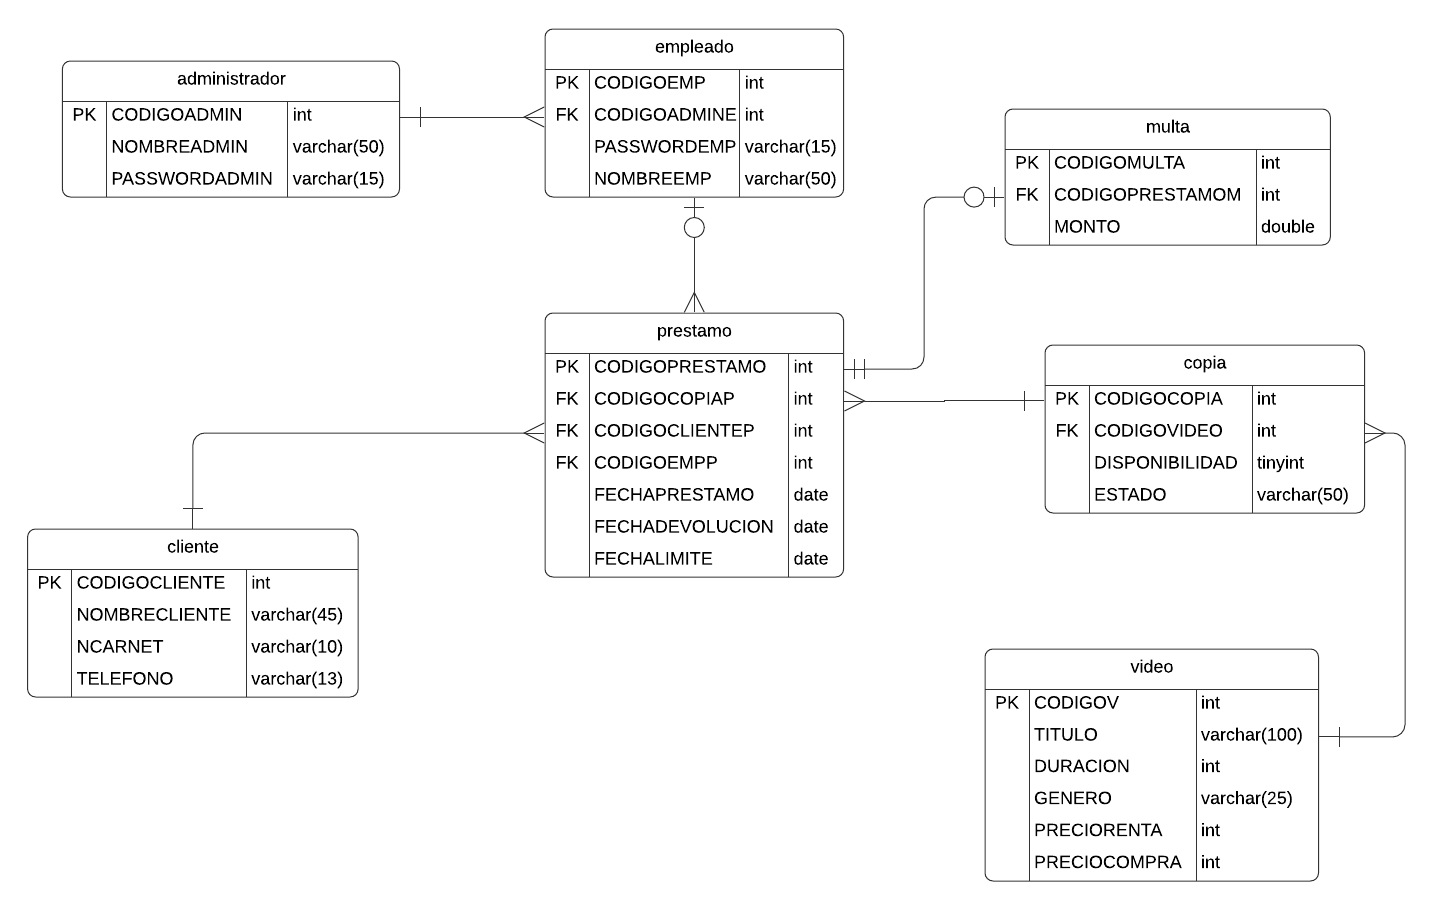 administrador
PK CODIGOADMIN int
NOMBREADMIN varchar(50)
PASSWORDADMIN varchar(15)
empleado
PK CODIGOEMP int
FK CODIGOADMINE int
PASSWORDEMP varchar(15)
NOMBREEMP varchar(50)
multa
PK CODIGOMULTA int
FK CODIGOPRESTAMOM int
MONTO double
prestamo
PK CODIGOPRESTAMO int
FK CODIGOCOPIAP int
FK CODIGOCLIENTEP int
FK CODIGOEMPP int
FECHAPRESTAMO date
FECHADEVOLUCION date
FECHALIMITE date
copia
PK CODIGOCOPIA int
FK CODIGOVIDEO int
DISPONIBILIDAD tinyint
ESTADO varchar(50)
cliente
PK CODIGOCLIENTE int
NOMBRECLIENTE varchar(45)
NCARNET varchar(10)
TELEFONO varchar(13)
video
PK CODIGOV int
TITULO varchar(100)
DURACION int
GENERO varchar(25)
PRECIORENTA int
PRECIOCOMPRA int